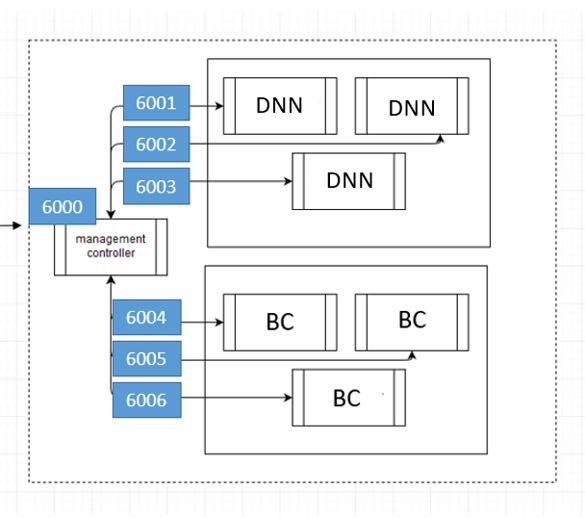 6001
DNN
DNN
6002
6003
DNN
6000
management
controller
6004
BC
BC
6005
6006
BC